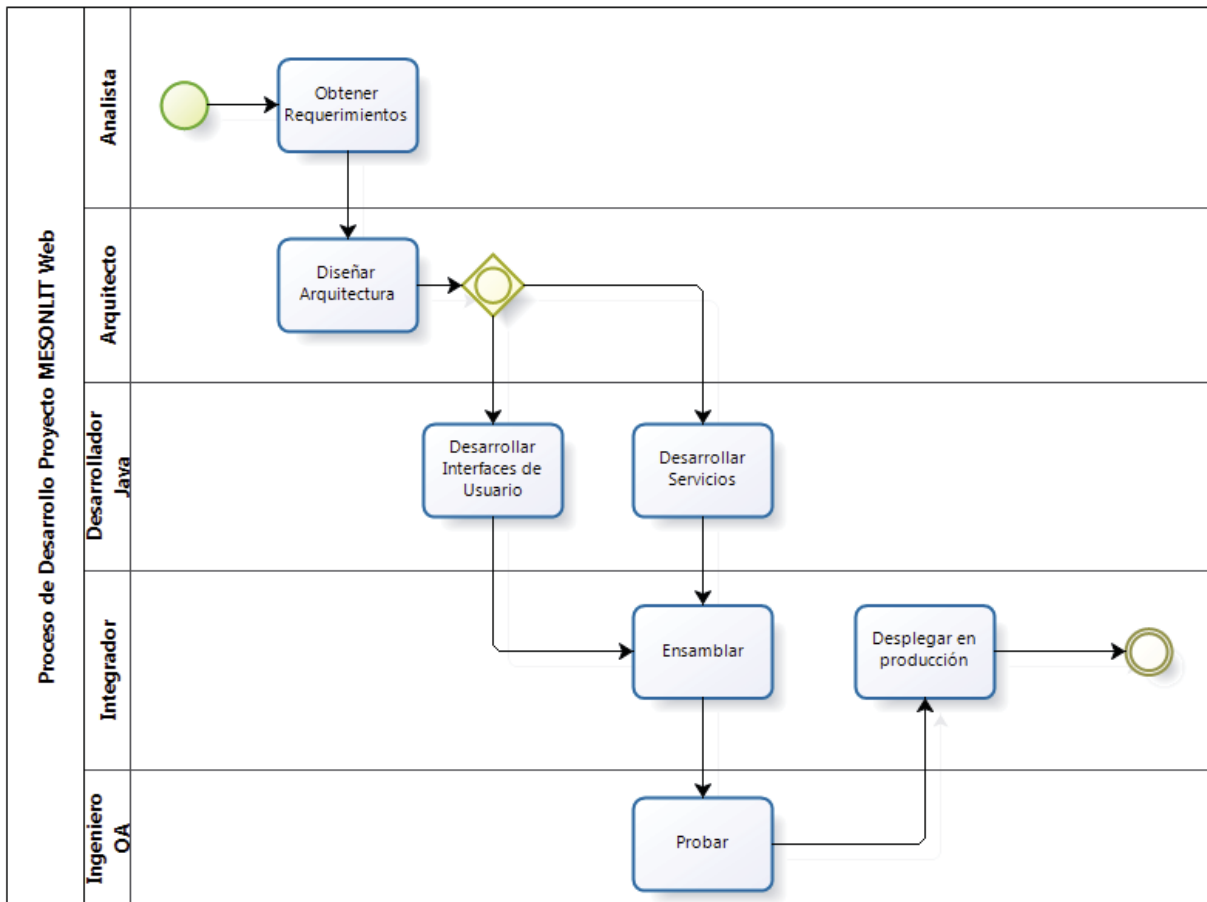 Proceso de Desarrollo Proyecto MESONLIT Web
Analista
Obtener
Requerimientos
Arquitecto
Diseñar
Arquitectura
Desarrollador
Java
Desarrollar
Interfaces de
Usuario
Desarrollar
Servicios
Integrador
Ensamblar
Desplegar en
producción
Ingeniero
OA
Probar